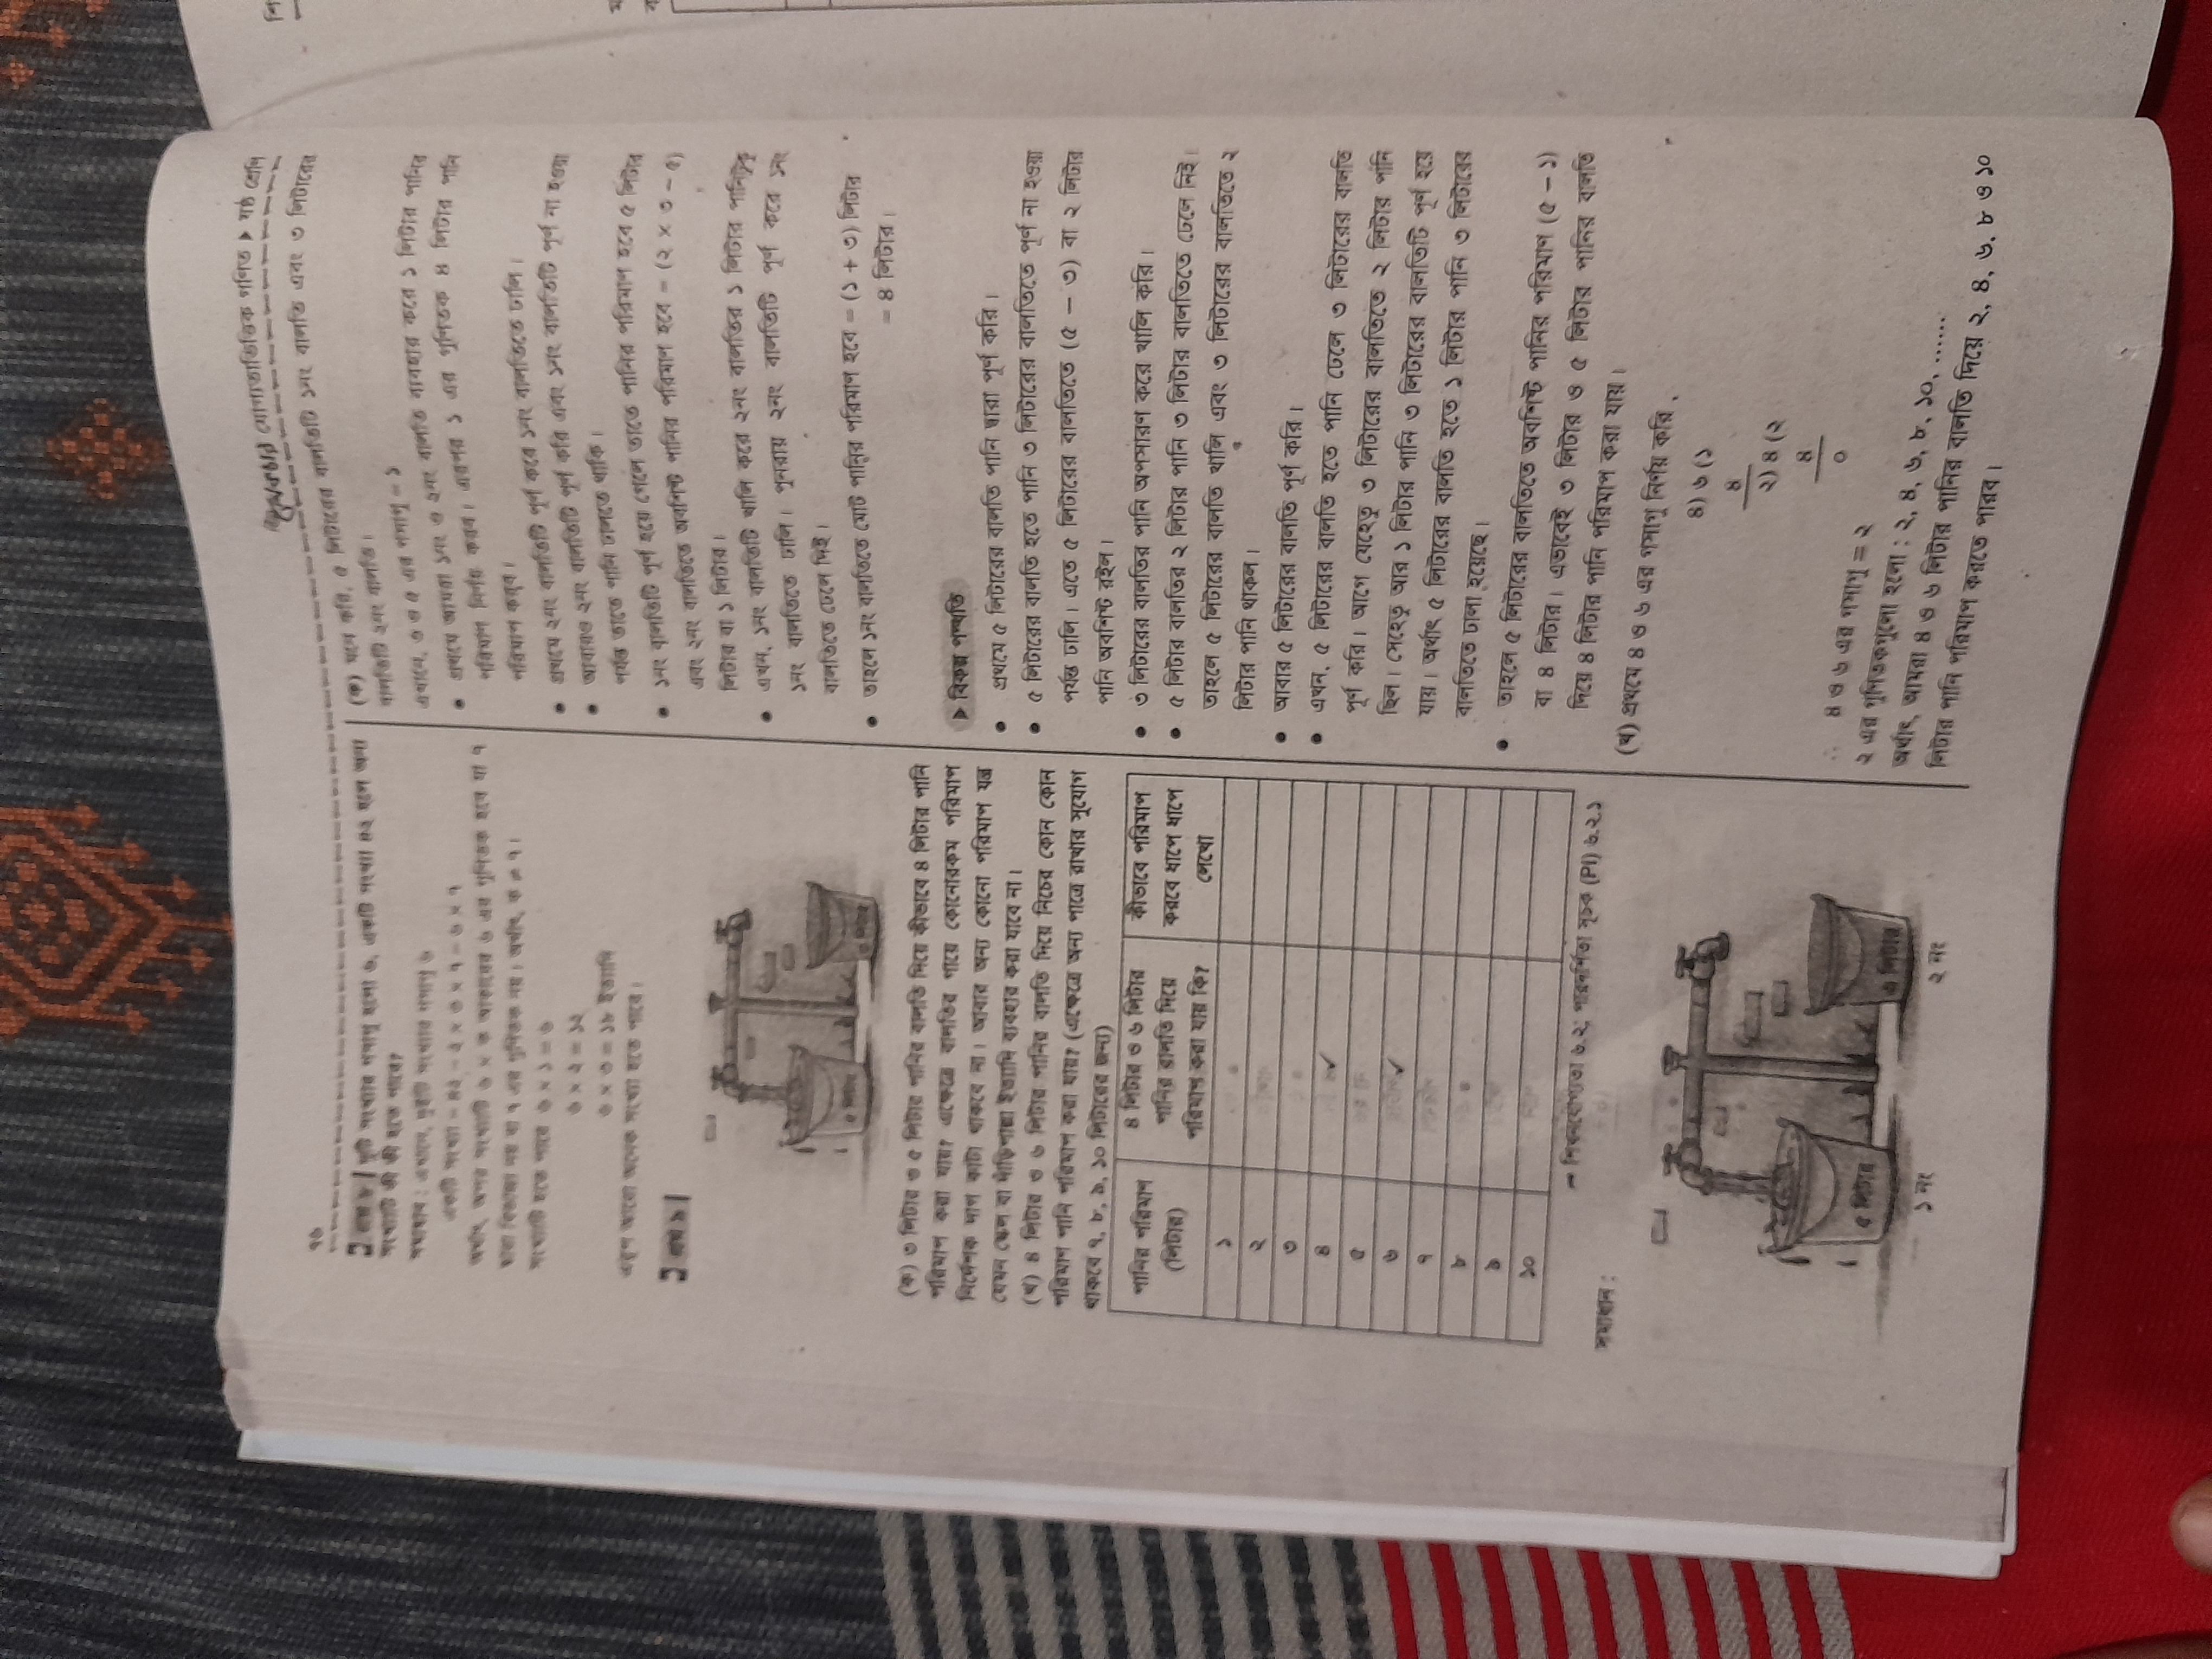 ৭৬
যোগ্যতাভিত্তিক গণিত ▶ ষষ্ঠ শ্রেণি
প্রশ্ন ৮ | দুটি সংখ্যার গসাগু হলো ৬, একটি সংখ্যা ৪২ হলে অন্য
সংখ্যাটি কী কী হতে পারে?
সমাধান : এখানে, দুইটি সংখ্যার গসাগু ৬
একটি সংখ্যা = ৪২ = ২ × ৩ × ৭ = ৬ × ৭
অর্থাৎ, অপর সংখ্যাটি ৬ × ক আকারের ৬ এর গুণিতক হবে যা ৭
দ্বারা বিভাজ্য নয় বা ৭ এর গুণিতক নয়। অর্থাৎ, ক ≠ ৭।
সংখ্যাটি হতে পারে ৬ × ১ = ৬
৬ × ২ = ১২
৬ × ৩ = ১৮ ইত্যাদি
এরূপ আরো অনেক সংখ্যা হতে পারে।
প্রশ্ন ৯ |
৫ লিটার
৩ লিটার
(ক) ৩ লিটার ও ৫ লিটার পানির বালতি দিয়ে কীভাবে ৪ লিটার পানি
পরিমাপ করা যায়? এক্ষেত্রে বালতির গায়ে কোনোরকম পরিমাপ
নির্দেশক দাগ কাটা থাকবে না। আবার অন্য কোনো পরিমাপ যন্ত্র
যেমন স্কেল বা দাঁড়িপাল্লা ইত্যাদি ব্যবহার করা যাবে না।
(খ) ৪ লিটার ও ৬ লিটার পানির বালতি দিয়ে নিচের কোন কোন
পরিমাপ পানি পরিমাপ করা যায়? (এক্ষেত্রে অন্য পাত্রে রাখার সুযোগ
থাকবে ৭, ৮, ৯, ১০ লিটারের জন্য)
পানির পরিমাণ
(লিটার)
৪ লিটার ও ৬ লিটার
পানির বালতি দিয়ে
পরিমাপ করা যায় কি?
কীভাবে পরিমাপ
করবে ধাপে ধাপে
লেখো
১
২
৩
৪ ✓
৫
৬ ✓
৭
৮
৯
১০
– শিখনযোগ্যতা ৬.২; পারদর্শিতা সূচক (PI) ৬.২.১
সমাধান :
৫ লিটার
৩ লিটার
১ নং
২ নং
(ক) মনে করি, ৫ লিটারের বালতিটি ১নং বালতি এবং ৩ লিটারের
বালতিটি ২নং বালতি।
এখানে, ৩ ও ৫ এর গসাগু = ১
• প্রথমে আমরা ১নং ও ২নং বালতি ব্যবহার করে ১ লিটার পানির
পরিমাণ নির্ণয় করব। এরপর ১ এর গুণিতক ৪ লিটার পানি
পরিমাপ করব।
• প্রথমে ২নং বালতিটি পূর্ণ করে ১নং বালতিতে ঢালি।
• আবারও ২নং বালতিটি পূর্ণ করি এবং ১নং বালতিটি পূর্ণ না হওয়া
পর্যন্ত তাতে পানি ঢালতে থাকি।
• ১নং বালতিটি পূর্ণ হয়ে গেলে তাতে পানির পরিমাণ হবে ৫ লিটার
এবং ২নং বালতিতে অবশিষ্ট পানির পরিমাণ হবে = (২ × ৩ – ৫)
লিটার বা ১ লিটার।
• এখন, ১নং বালতিটি খালি করে ২নং বালতির ১ লিটার পানিটুকু
১নং বালতিতে ঢালি। পুনরায় ২নং বালতিটি পূর্ণ করে ১নং
বালতিতে ঢেলে দিই।
• তাহলে ১নং বালতিতে মোট পানির পরিমাণ হবে = (১ + ৩) লিটার
= ৪ লিটার।
▶ বিকল্প পদ্ধতি
• প্রথমে ৫ লিটারের বালতি পানি দ্বারা পূর্ণ করি।
• ৫ লিটারের বালতি হতে পানি ৩ লিটারের বালতিতে পূর্ণ না হওয়া
পর্যন্ত ঢালি। এতে ৫ লিটারের বালতিতে (৫ – ৩) বা ২ লিটার
পানি অবশিষ্ট রইল।
• ৩ লিটারের বালতির পানি অপসারণ করে খালি করি।
• ৫ লিটার বালতির ২ লিটার পানি ৩ লিটার বালতিতে ঢেলে নিই।
তাহলে ৫ লিটারের বালতি খালি এবং ৩ লিটারের বালতিতে ২
লিটার পানি থাকল।
• আবার ৫ লিটারের বালতি পূর্ণ করি।
• এখন, ৫ লিটারের বালতি হতে পানি ঢেলে ৩ লিটারের বালতি
পূর্ণ করি। আগে যেহেতু ৩ লিটারের বালতিতে ২ লিটার পানি
ছিল। সেহেতু আর ১ লিটার পানি ৩ লিটারের বালতিটি পূর্ণ হয়ে
যায়। অর্থাৎ ৫ লিটারের বালতি হতে ১ লিটার পানি ৩ লিটারের
বালতিতে ঢালা হয়েছে।
• তাহলে ৫ লিটারের বালতিতে অবশিষ্ট পানির পরিমাণ (৫ – ১)
বা ৪ লিটার। এভাবেই ৩ লিটার ও ৫ লিটার পানির বালতি
দিয়ে ৪ লিটার পানি পরিমাপ করা যায়।
(খ) প্রথমে ৪ ও ৬ এর গসাগু নির্ণয় করি .
৪) ৬ (১
৪
২) ৪ (২
৪
০
∴ ৪ ও ৬ এর গসাগু = ২
২ এর গুণিতকগুলো হলো : ২, ৪, ৬, ৮, ১০, ......
অর্থাৎ, আমরা ৪ ও ৬ লিটার পানির বালতি দিয়ে ২, ৪, ৬, ৮ ও ১০
লিটার পানি পরিমাপ করতে পারব।